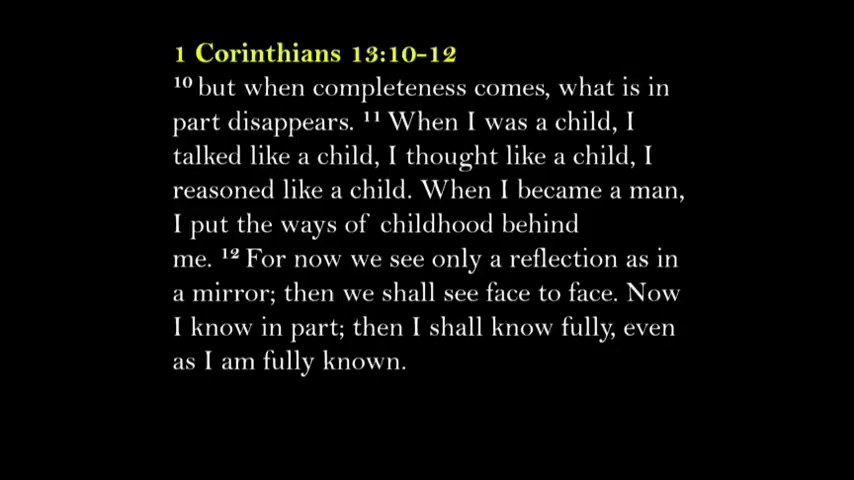 1 Corinthians 13:10-12
¹⁰ but when completeness comes, what is in
part disappears. ¹¹ When I was a child, I
talked like a child, I thought like a child, I
reasoned like a child. When I became a man,
I put the ways of childhood behind
me. ¹² For now we see only a reflection as in
a mirror; then we shall see face to face. Now
I know in part; then I shall know fully, even
as I am fully known.